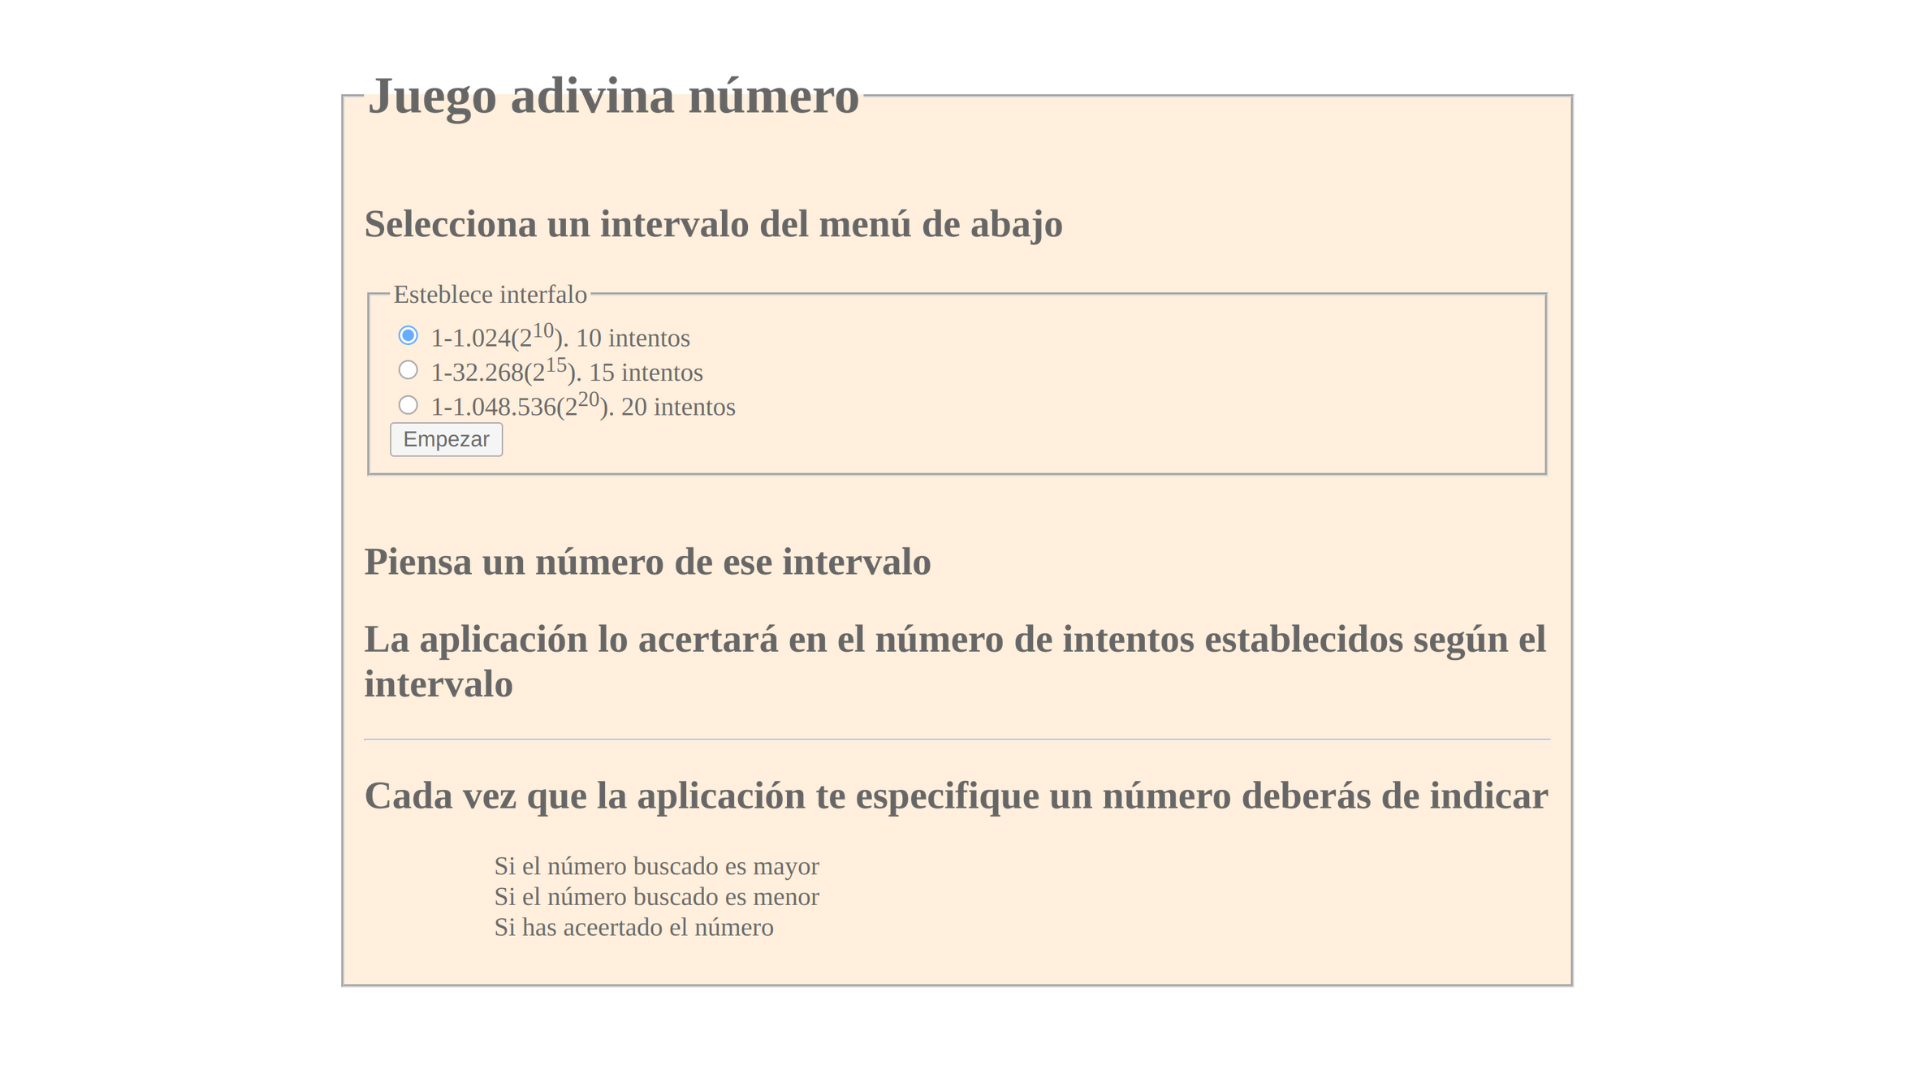 Juego adivina número
Selecciona un intervalo del menú de abajo
Esteblece interfalo
1-1.024(2^10). 10 intentos
1-32.268(2^15). 15 intentos
1-1.048.536(2^20). 20 intentos
Empezar
Piensa un número de ese intervalo
La aplicación lo acertará en el número de intentos establecidos según el
intervalo
Cada vez que la aplicación te especifique un número deberás de indicar
Si el número buscado es mayor
Si el número buscado es menor
Si has aceertado el número